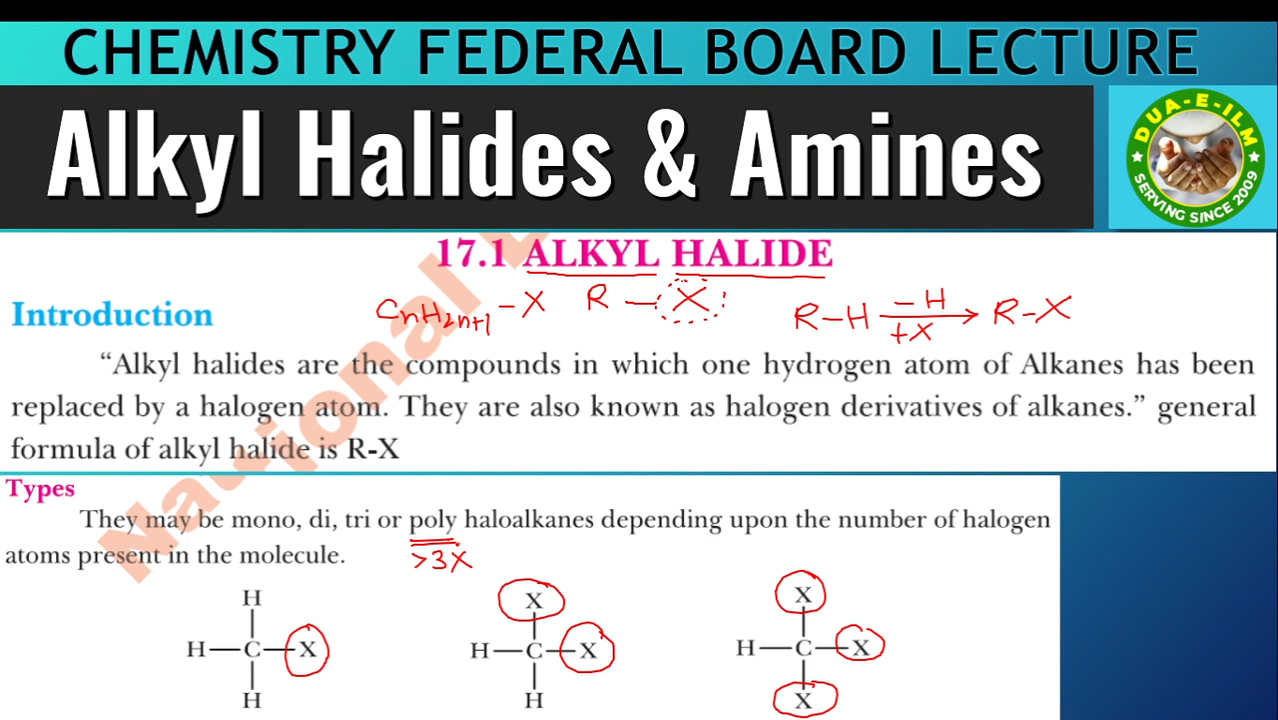 CHEMISTRY FEDERAL BOARD LECTURE
Alkyl Halides & Amines
DUA-E-ILM
SERVING SINCE 2009
17.1 ALKYL HALIDE
CnH2n+1 - X R - X R-H -H +X → R-X
Introduction
"Alkyl halides are the compounds in which one hydrogen atom of Alkanes has been
replaced by a halogen atom. They are also known as halogen derivatives of alkanes." general
formula of alkyl halide is R-X
National
Types
They may be mono, di, tri or poly haloalkanes depending upon the number of halogen
atoms present in the molecule.
>3X
H X X
H—C—X H—C—X H—C—X
H H X